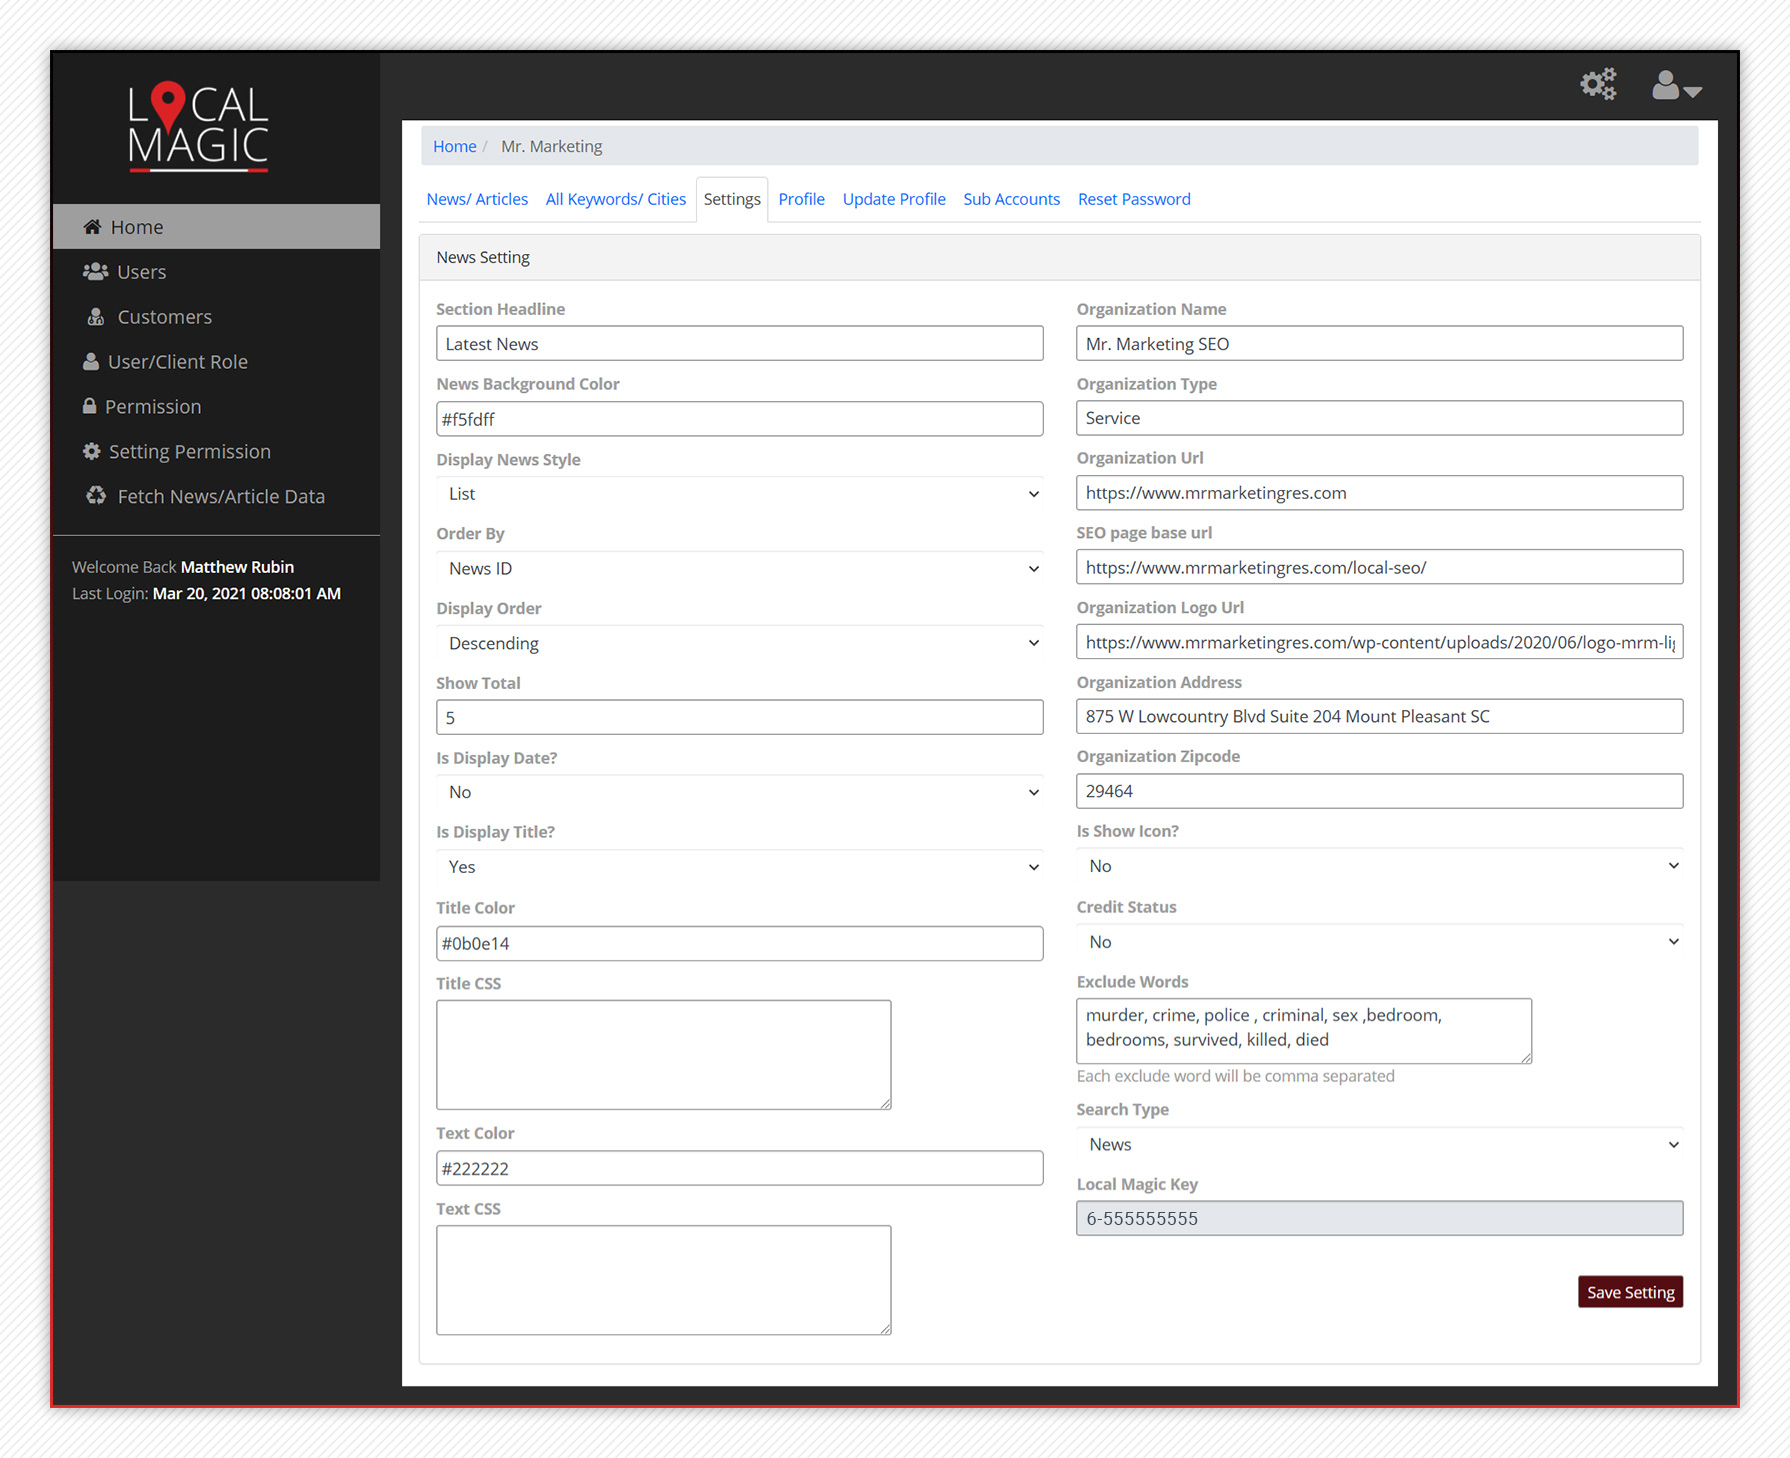 LOCAL
MAGIC
Home
Users
Customers
User/Client Role
Permission
Setting Permission
Fetch News/Article Data
Welcome Back Matthew Rubin
Last Login: Mar 20, 2021 08:08:01 AM
Home / Mr. Marketing
News/ Articles All Keywords/ Cities Settings Profile Update Profile Sub Accounts Reset Password
News Setting
Section Headline
Latest News
News Background Color
#f5fdff
Display News Style
List
Order By
News ID
Display Order
Descending
Show Total
5
Is Display Date?
No
Is Display Title?
Yes
Title Color
#0b0e14
Title CSS
Text Color
#222222
Text CSS
Organization Name
Mr. Marketing SEO
Organization Type
Service
Organization Url
https://www.mrmarketingres.com
SEO page base url
https://www.mrmarketingres.com/local-seo/
Organization Logo Url
https://www.mrmarketingres.com/wp-content/uploads/2020/06/logo-mrm-lig
Organization Address
875 W Lowcountry Blvd Suite 204 Mount Pleasant SC
Organization Zipcode
29464
Is Show Icon?
No
Credit Status
No
Exclude Words
murder, crime, police , criminal, sex ,bedroom,
bedrooms, survived, killed, died
Each exclude word will be comma separated
Search Type
News
Local Magic Key
6-555555555
Save Setting